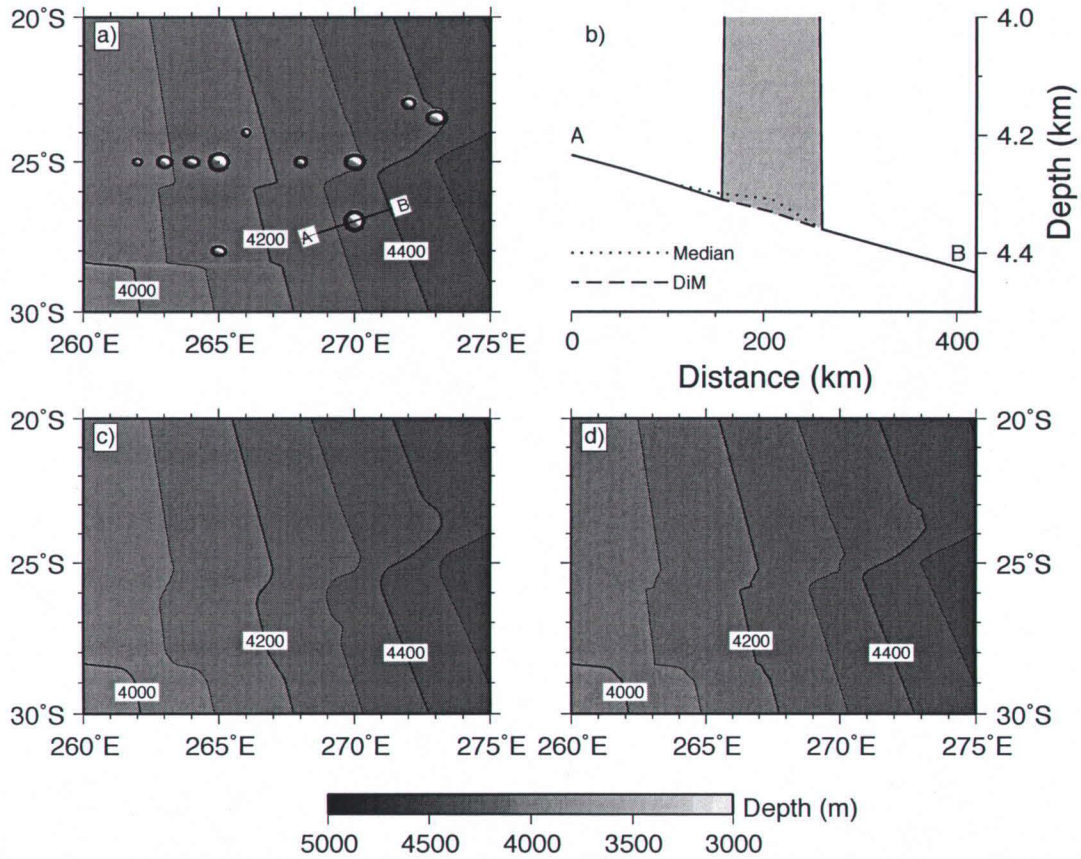 20˚S
25˚S
30˚S
a)
A
B
4000
4200
4400
260˚E
265˚E
270˚E
275˚E
b)
A
B
Median
DiM
4.0
4.2
4.4
Depth (km)
0
200
400
Distance (km)
20˚S
25˚S
30˚S
c)
4000
4200
4400
260˚E
265˚E
270˚E
d)
4000
4200
4400
20˚S
25˚S
30˚S
260˚E
265˚E
270˚E
275˚E
Depth (m)
5000
4500
4000
3500
3000